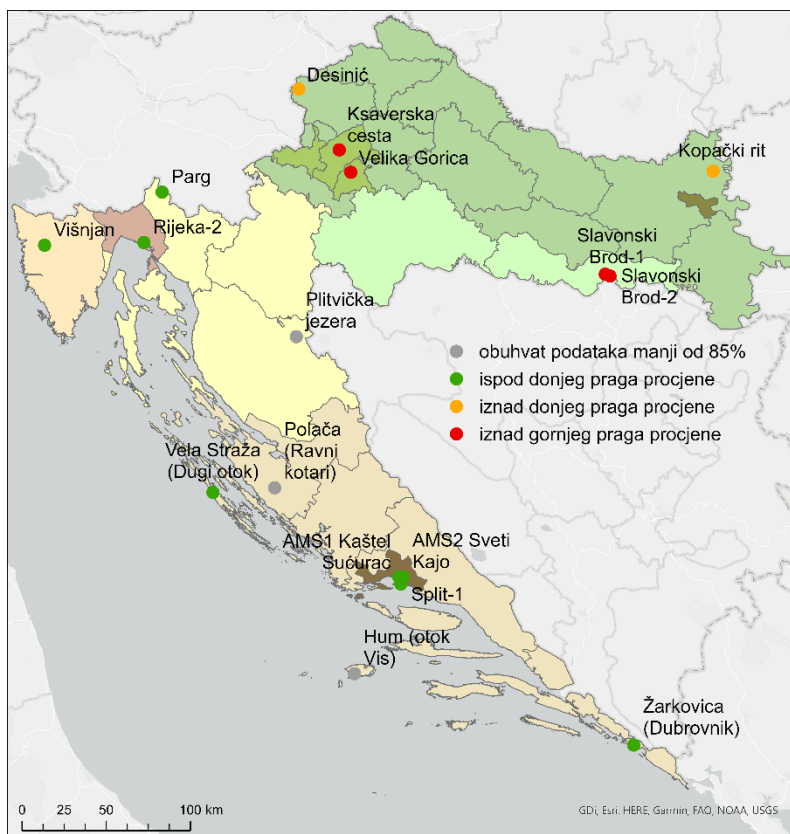 Desinić
Ksaverska
cesta
Velika Gorica
Kopački rit
Parg
Višnjan
Rijeka-2
Slavonski
Brod-1
Slavonski
Brod-2
Plitvička
jezera
obuhvat podataka manji od 85%
ispod donjeg praga procjene
iznad donjeg praga procjene
iznad gornjeg praga procjene
Polača
(Ravni
kotari)
Vela Straža
(Dugi otok)
AMS1 Kaštel
Sućurac
AMS2 Sveti
Kajo
Split-1
Hum (otok
Vis)
Žarkovica
(Dubrovnik)
0 25 50 100 km
GDi, Esri, HERE, Garmin, FAO, NOAA, USGS